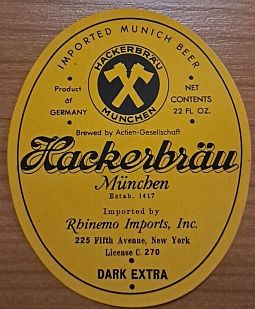 IMPORTED MUNICH BEER
HACKERBRÄU
MÜNCHEN
Product
of
GERMANY
NET
CONTENTS
22 FL. OZ.
Brewed by Actien-Gesellschaft
Hackerbräu
München
Estab. 1417
Imported by
Rhinemo Imports, Inc.
225 Fifth Avenue, New York
License C. 270
DARK EXTRA